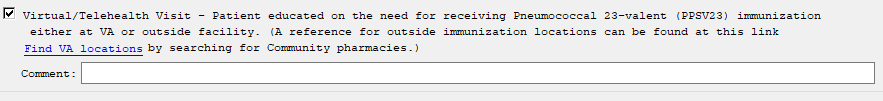 Virtual/Telehealth Visit - Patient educated on the need for receiving Pneumococcal 23-valent (PPSV23) immunization
either at VA or outside facility. (A reference for outside immunization locations can be found at this link
Find VA locations by searching for Community pharmacies.)
Comment: